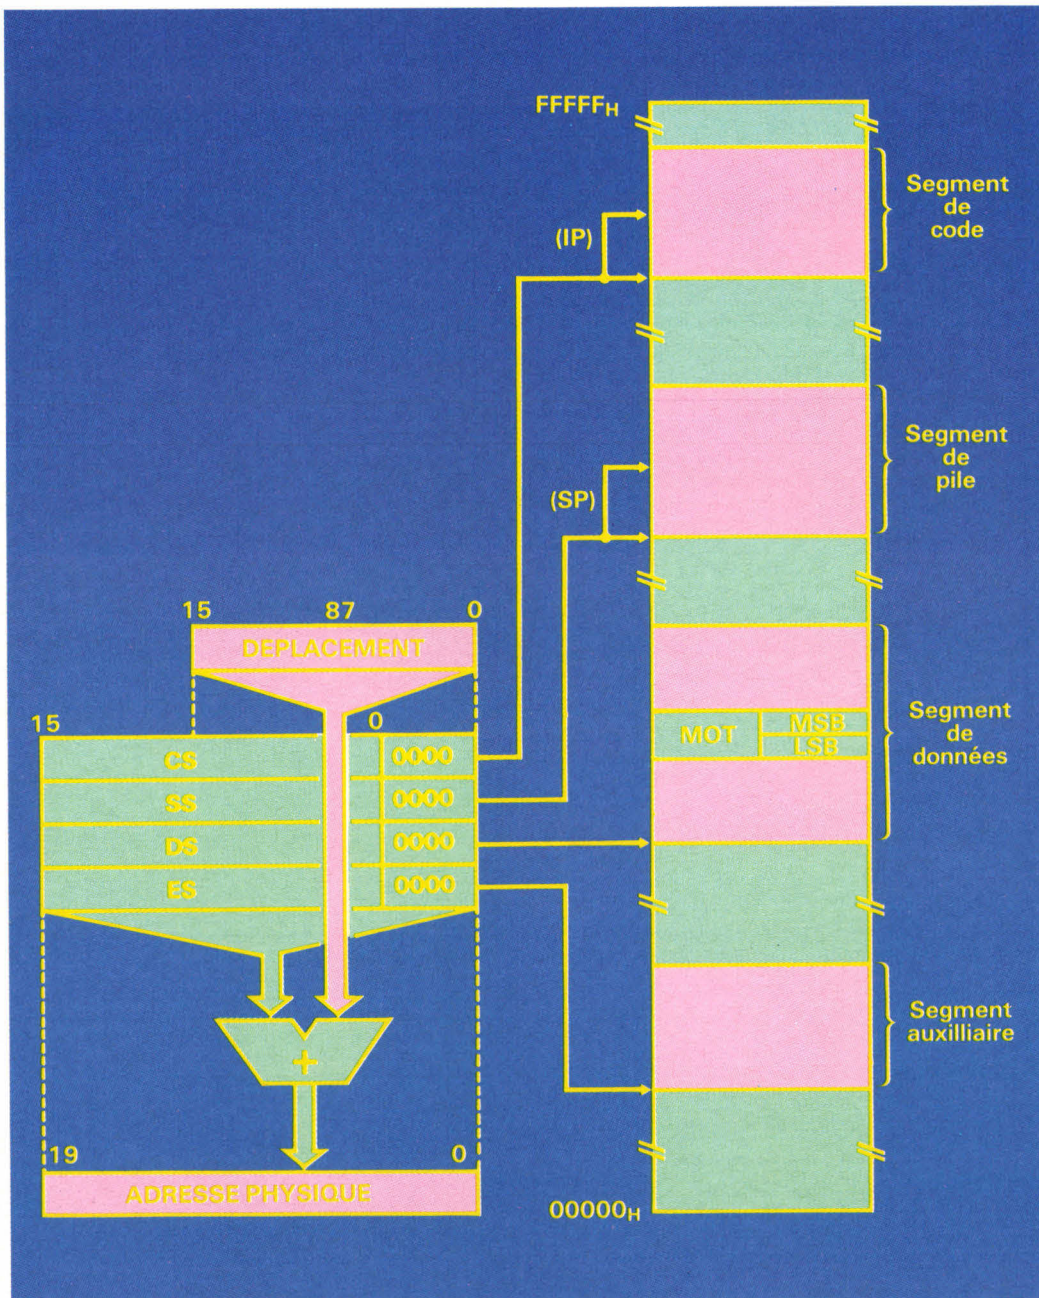 FFFFFH
Segment
de
code
(IP)
Segment
de
pile
(SP)
15 87 0
DEPLACEMENT
15 0
CS 0000
SS 0000
DS 0000
ES 0000
+
19 0
ADRESSE PHYSIQUE
MOT
MSB
LSB
Segment
de
données
Segment
auxilliaire
00000H